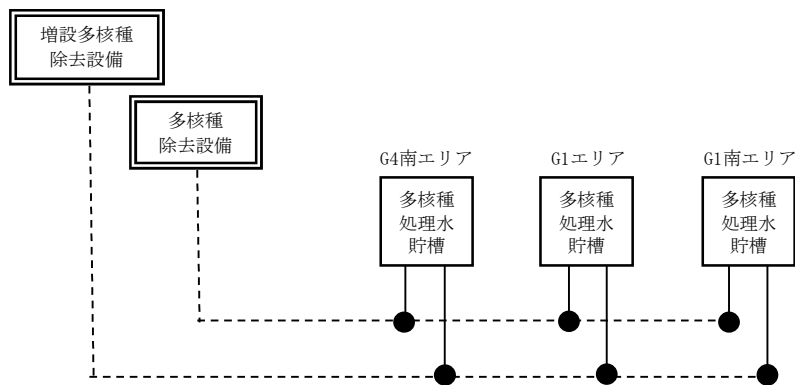 増設多核種
除去設備
多核種
除去設備
G4南エリア
G1エリア
G1南エリア
多核種
処理水
貯槽
多核種
処理水
貯槽
多核種
処理水
貯槽